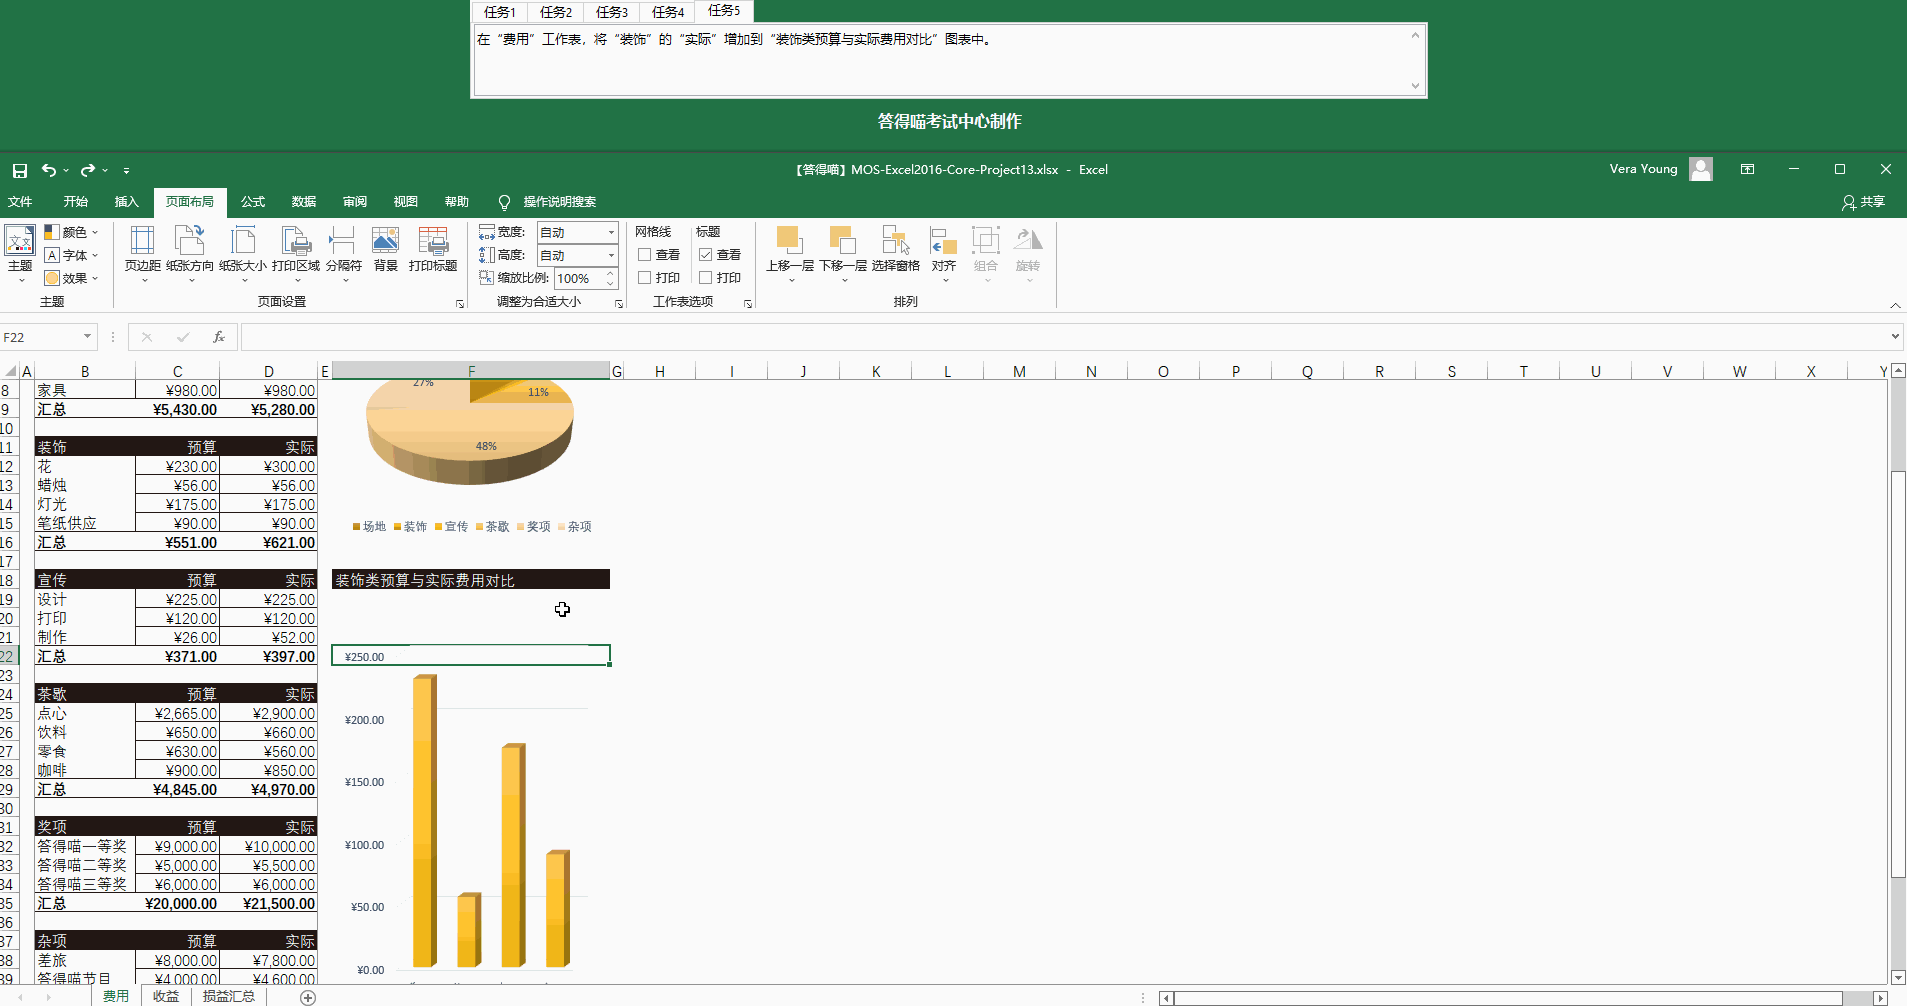 任务1 任务2 任务3 任务4 任务5
在“费用”工作表，将“装饰”的“实际”增加到“装饰类预算与实际费用对比”图表中。
答得喵考试中心制作
【答得喵】MOS-Excel2016-Core-Project13.xlsx - Excel
Vera Young
文件 开始 插入 页面布局 公式 数据 审阅 视图 帮助 操作说明搜索 共享
主题 颜色 字体 效果
主题
页边距 纸张方向 纸张大小 打印区域 分隔符 背景 打印标题
页面设置
宽度: 自动
高度: 自动
缩放比例: 100%
调整为合适大小
网格线 标题
查看 查看
打印 打印
工作表选项
上移一层 下移一层 选择窗格 对齐 组合 旋转
排列
F22
fx
A B C D E F G H I J K L M N O P Q R S T U V W X Y
8 家具 ¥980.00 ¥980.00
9 汇总 ¥5,430.00 ¥5,280.00
10
11 装饰 预算 实际
12 花 ¥230.00 ¥300.00
13 蜡烛 ¥56.00 ¥56.00
14 灯光 ¥175.00 ¥175.00
15 笔纸供应 ¥90.00 ¥90.00
16 汇总 ¥551.00 ¥621.00
17
18 宣传 预算 实际
19 设计 ¥225.00 ¥225.00
20 打印 ¥120.00 ¥120.00
21 制作 ¥26.00 ¥52.00
22 汇总 ¥371.00 ¥397.00
23
24 茶歇 预算 实际
25 点心 ¥2,665.00 ¥2,900.00
26 饮料 ¥650.00 ¥660.00
27 零食 ¥630.00 ¥560.00
28 咖啡 ¥900.00 ¥850.00
29 汇总 ¥4,845.00 ¥4,970.00
30
31 奖项 预算 实际
32 答得喵一等奖 ¥9,000.00 ¥10,000.00
33 答得喵二等奖 ¥5,000.00 ¥5,500.00
34 答得喵三等奖 ¥6,000.00 ¥6,000.00
35 汇总 ¥20,000.00 ¥21,500.00
36
37 杂项 预算 实际
38 差旅 ¥8,000.00 ¥7,800.00
39 答得喵节目 ¥4,000.00 ¥4,600.00
27%
11%
48%
场地 装饰 宣传 茶歇 奖项 杂项
装饰类预算与实际费用对比
¥250.00
¥200.00
¥150.00
¥100.00
¥50.00
¥0.00
费用 收益 损益汇总